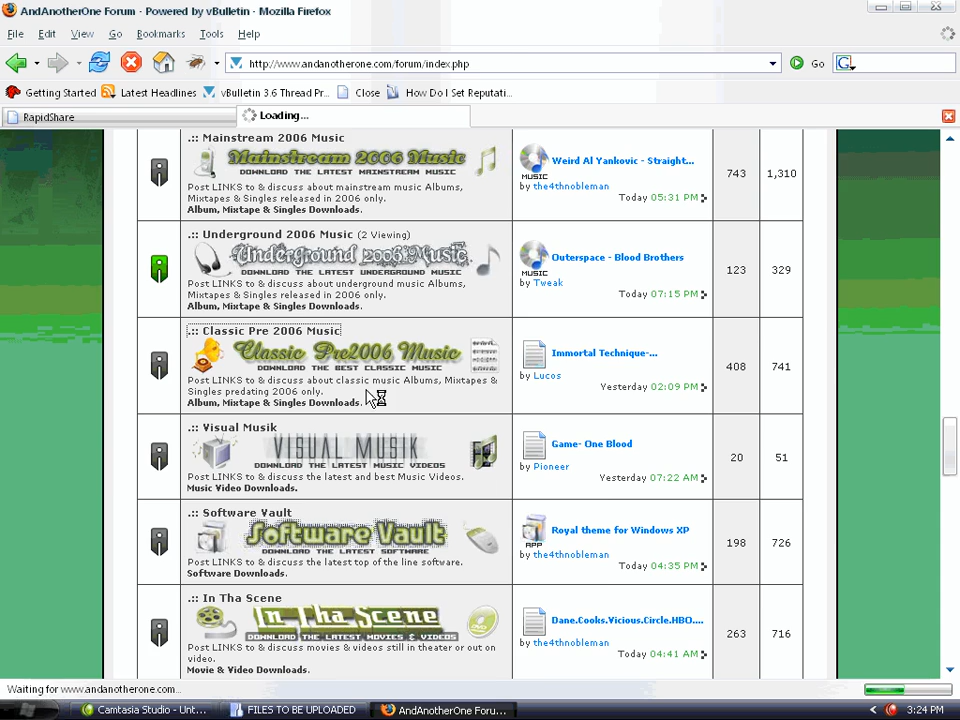 AndAnotherOne Forum - Powered by vBulletin - Mozilla Firefox
File Edit View Go Bookmarks Tools Help
http://www.andanotherone.com/forum/index.php Go G
Getting Started Latest Headlines vBulletin 3.6 Thread Pr... Close How Do I Set Reputati...
RapidShare Loading...
.:: Mainstream 2006 Music
Mainstream 2006 Music
DOWNLOAD THE LATEST MAINSTREAM MUSIC
Post LINKS to & discuss about mainstream music Albums,
Mixtapes & Singles released in 2006 only.
Album, Mixtape & Singles Downloads.
MUSIC
Weird Al Yankovic - Straight...
by the4thnobleman
Today 05:31 PM
743 1,310
.:: Underground 2006 Music (2 Viewing)
Underground 2006 Music
DOWNLOAD THE LATEST UNDERGROUND MUSIC
Post LINKS to & discuss about underground music Albums,
Mixtapes & Singles released in 2006 only.
Album, Mixtape & Singles Downloads.
MUSIC
Outerspace - Blood Brothers
by Tweak
Today 07:15 PM
123 329
.:: Classic Pre 2006 Music
Classic Pre2006 Music
DOWNLOAD THE BEST CLASSIC MUSIC
Post LINKS to & discuss about classic music Albums, Mixtapes &
Singles predating 2006 only.
Album, Mixtape & Singles Downloads.
Immortal Technique-...
by Lucos
Yesterday 02:09 PM
408 741
.:: Visual Musik
VISUAL MUSIK
DOWNLOAD THE LATEST MUSIC VIDEOS
Post LINKS to & discuss the latest and best Music Videos.
Music Video Downloads.
Game- One Blood
by Pioneer
Yesterday 07:22 AM
20 51
.:: Software Vault
Software Vault
DOWNLOAD THE LATEST SOFTWARE
Post LINKS to & discuss the latest top of the line software.
Software Downloads.
APP
Royal theme for Windows XP
by the4thnobleman
Today 04:35 PM
198 726
.:: In Tha Scene
In Tha Scene
DOWNLOAD THE LATEST MOVIES & VIDEOS
Post LINKS to & discuss movies & videos still in theater or out on
video.
Movie & Video Downloads.
Dane.Cooks.Vicious.Circle.HBO....
by the4thnobleman
Today 04:41 AM
263 716
Waiting for www.andanotherone.com...
Camtasia Studio - Unt... FILES TO BE UPLOADED AndAnotherOne Foru... 3:24 PM